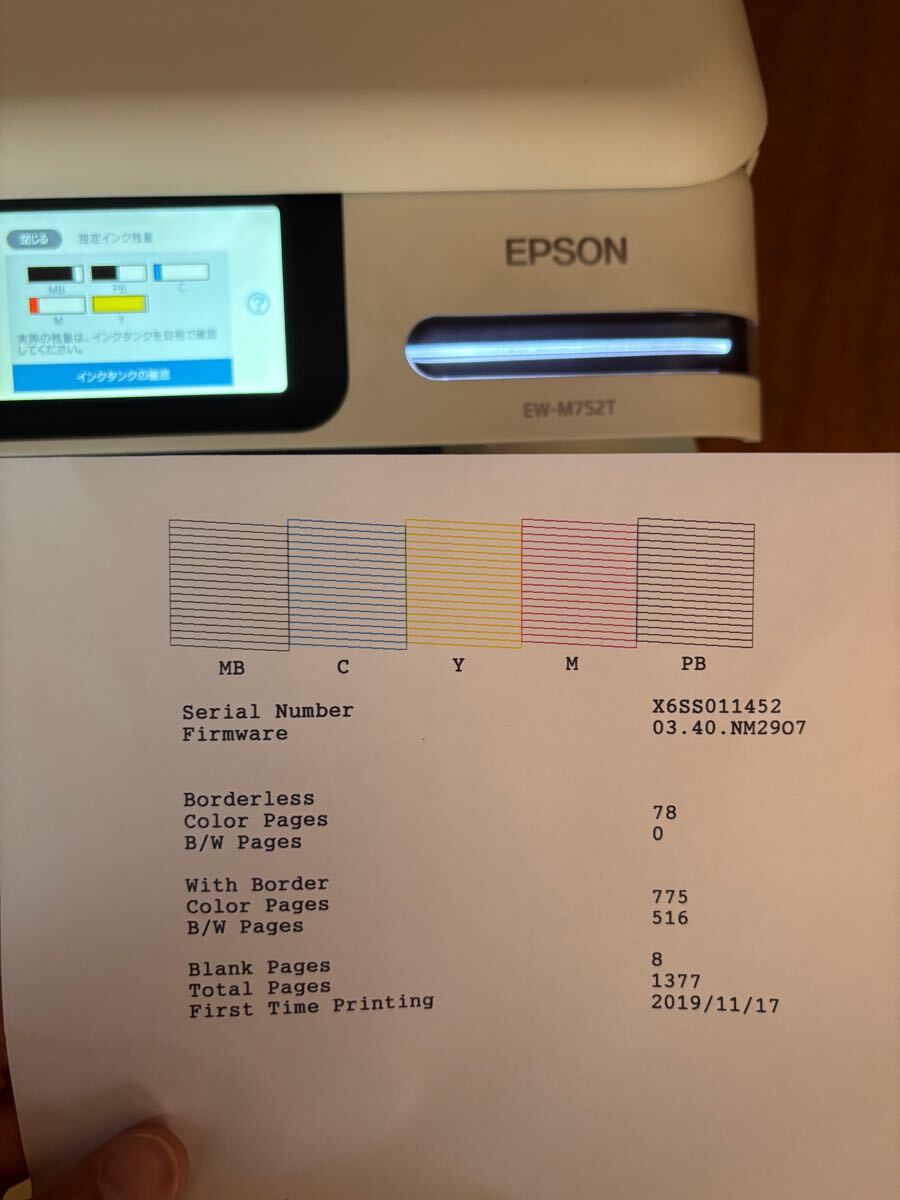 閉じる 推定インク残量
MB PB C
M Y
実際の残量は、インクタンクを目視で確認
してください。
?
インクタンクの確認
EPSON
EW-M752T
MB C Y M PB
Serial Number X6SS011452
Firmware 03.40.NM29O7
Borderless
Color Pages 78
B/W Pages 0
With Border
Color Pages 775
B/W Pages 516
Blank Pages 8
Total Pages 1377
First Time Printing 2019/11/17